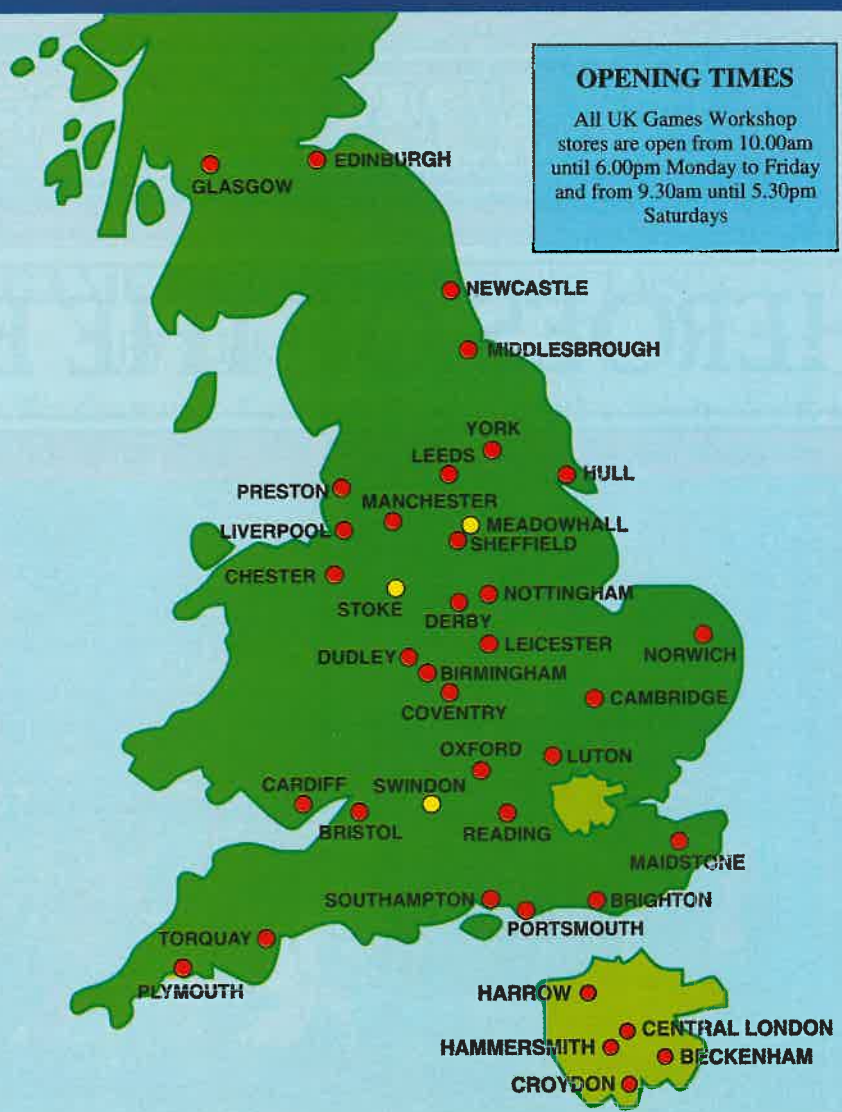 OPENING TIMES
All UK Games Workshop
stores are open from 10.00am
until 6.00pm Monday to Friday
and from 9.30am until 5.30pm
Saturdays
EDINBURGH
GLASGOW
NEWCASTLE
MIDDLESBROUGH
YORK
LEEDS
HULL
PRESTON
MANCHESTER
LIVERPOOL
MEADOWHALL
SHEFFIELD
CHESTER
STOKE
NOTTINGHAM
DERBY
LEICESTER
NORWICH
DUDLEY
BIRMINGHAM
CAMBRIDGE
COVENTRY
OXFORD
LUTON
CARDIFF
SWINDON
BRISTOL
READING
MAIDSTONE
SOUTHAMPTON
BRIGHTON
PORTSMOUTH
TORQUAY
PLYMOUTH
HARROW
CENTRAL LONDON
HAMMERSMITH
BECKENHAM
CROYDON